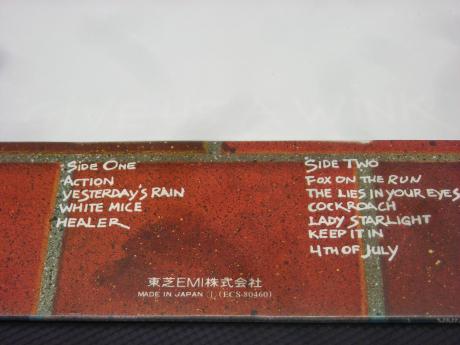 SIDE ONE
ACTION
YESTERDAY'S RAIN
WHITE MICE
HEALER
SIDE TWO
FOX ON THE RUN
THE LIES IN YOUR EYES
COCKROACH
LADY STARLIGHT
KEEP IT IN
4TH OF JULY
東芝EMI株式会社
MADE IN JAPAN (ECS-80460)